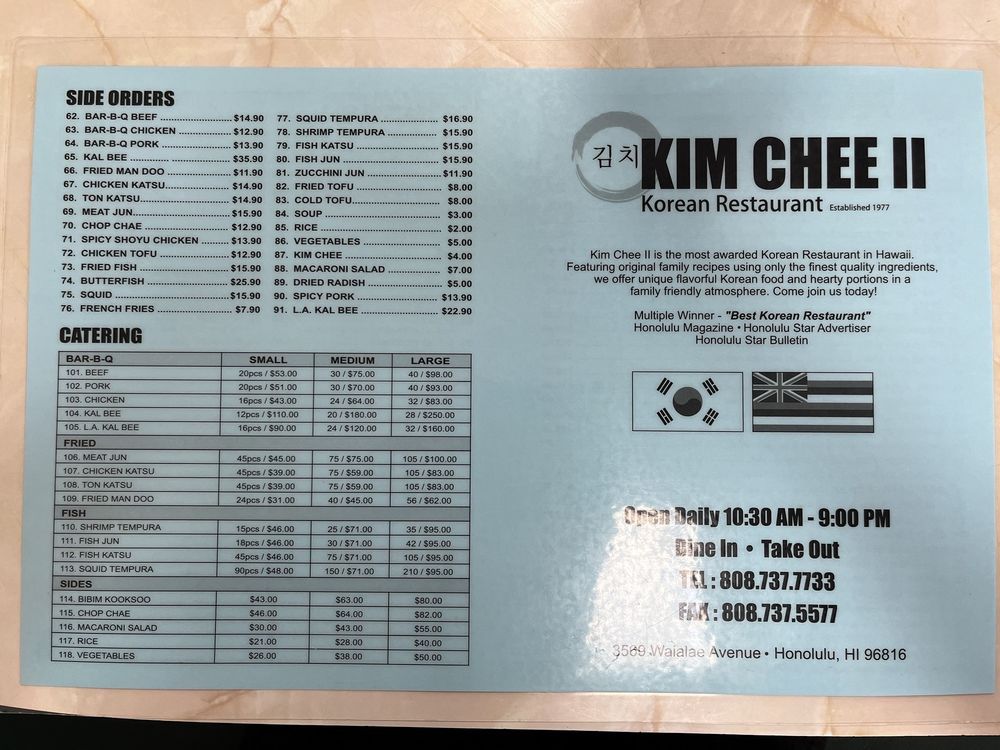 SIDE ORDERS
62. BAR-B-Q BEEF ........................ $14.90
63. BAR-B-Q CHICKEN ................... $12.90
64. BAR-B-Q PORK ....................... $13.90
65. KAL BEE ................................ $35.90
66. FRIED MAN DOO ................... $11.90
67. CHICKEN KATSU..................... $14.90
68. TON KATSU........................... $14.90
69. MEAT JUN............................. $15.90
70. CHOP CHAE .......................... $12.90
71. SPICY SHOYU CHICKEN ......... $13.90
72. CHICKEN TOFU ..................... $12.90
73. FRIED FISH ........................... $15.90
74. BUTTERFISH .......................... $25.90
75. SQUID .................................. $15.90
76. FRENCH FRIES ....................... $7.90
77. SQUID TEMPURA ................... $16.90
78. SHRIMP TEMPURA ................ $15.90
79. FISH KATSU .......................... $15.90
80. FISH JUN .............................. $15.90
81. ZUCCHINI JUN ...................... $11.90
82. FRIED TOFU ........................... $8.00
83. COLD TOFU............................ $8.00
84. SOUP .................................... $3.00
85. RICE ..................................... $2.00
86. VEGETABLES .......................... $5.00
87. KIM CHEE .............................. $4.00
88. MACARONI SALAD .................. $7.00
89. DRIED RADISH ........................ $5.00
90. SPICY PORK .......................... $13.90
91. L.A. KAL BEE ......................... $22.90
CATERING
BAR-B-Q SMALL MEDIUM LARGE
101. BEEF 20pcs / $53.00 30 / $75.00 40 / $98.00
102. PORK 20pcs / $51.00 30 / $70.00 40 / $93.00
103. CHICKEN 16pcs / $43.00 24 / $64.00 32 / $83.00
104. KAL BEE 12pcs / $110.00 20 / $180.00 28 / $250.00
105. L.A. KAL BEE 16pcs / $90.00 24 / $120.00 32 / $160.00
FRIED
106. MEAT JUN 45pcs / $45.00 75 / $75.00 105 / $100.00
107. CHICKEN KATSU 45pcs / $39.00 75 / $59.00 105 / $83.00
108. TON KATSU 45pcs / $39.00 75 / $59.00 105 / $83.00
109. FRIED MAN DOO 24pcs / $31.00 40 / $45.00 56 / $62.00
FISH
110. SHRIMP TEMPURA 15pcs / $46.00 25 / $71.00 35 / $95.00
111. FISH JUN 18pcs / $46.00 30 / $71.00 42 / $95.00
112. FISH KATSU 45pcs / $46.00 75 / $71.00 105 / $95.00
113. SQUID TEMPURA 90pcs / $48.00 150 / $71.00 210 / $95.00
SIDES
114. BIBIM KOOKSOO $43.00 $63.00 $80.00
115. CHOP CHAE $46.00 $64.00 $82.00
116. MACARONI SALAD $30.00 $43.00 $55.00
117. RICE $21.00 $28.00 $40.00
118. VEGETABLES $26.00 $38.00 $50.00
김치 KIM CHEE II
Korean Restaurant Established 1977
Kim Chee II is the most awarded Korean Restaurant in Hawaii.
Featuring original family recipes using only the finest quality ingredients,
we offer unique flavorful Korean food and hearty portions in a
family friendly atmosphere. Come join us today!
Multiple Winner - "Best Korean Restaurant"
Honolulu Magazine • Honolulu Star Advertiser
Honolulu Star Bulletin
Open Daily 10:30 AM - 9:00 PM
Dine In • Take Out
TEL : 808.737.7733
FAX : 808.737.5577
3569 Waialae Avenue • Honolulu, HI 96816